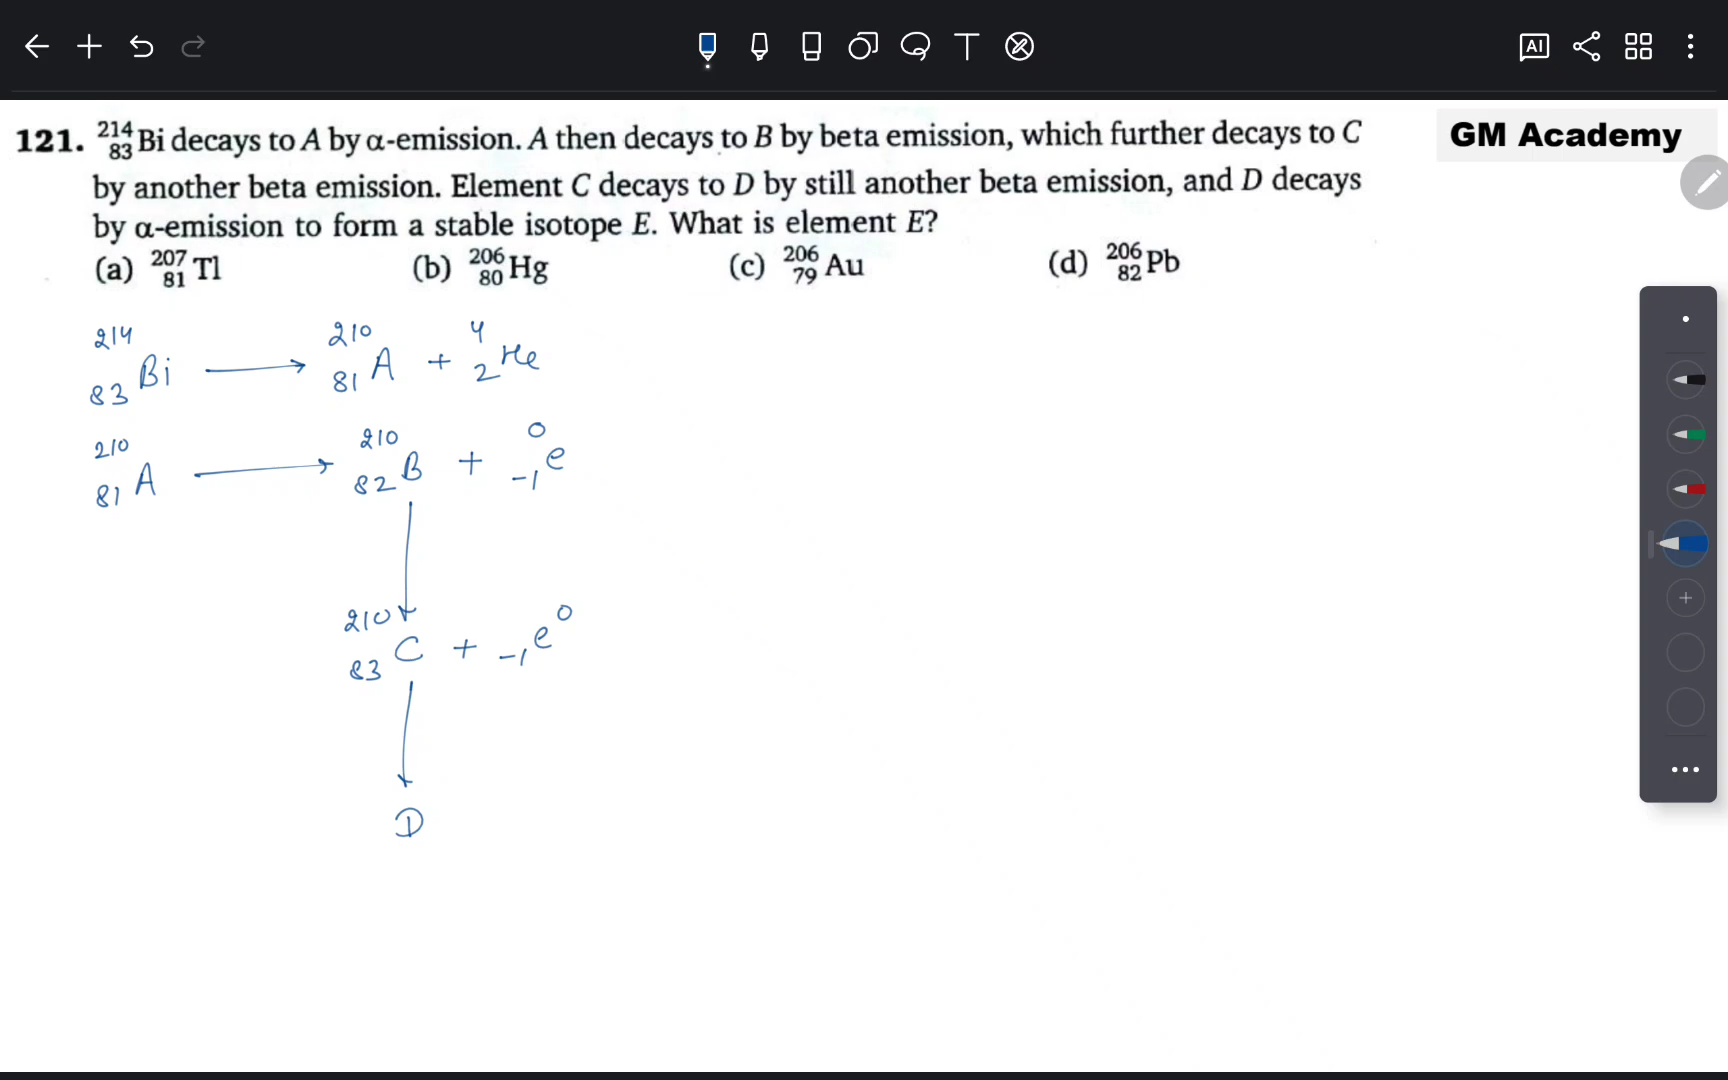 AI
121. ²¹⁴₈₃Bi decays to A by α-emission. A then decays to B by beta emission, which further decays to C
GM Academy
by another beta emission. Element C decays to D by still another beta emission, and D decays
by α-emission to form a stable isotope E. What is element E?
(a) ²⁰⁷₈₁Tl (b) ²⁰⁶₈₀Hg (c) ²⁰⁶₇₉Au (d) ²⁰⁶₈₂Pb
²¹⁴₈₃Bi ⟶ ²¹⁰₈₁A + ⁴₂He
²¹⁰₈₁A ⟶ ²¹⁰₈₂B + ⁰₋₁e
²¹⁰₈₃C + ₋₁e⁰
D